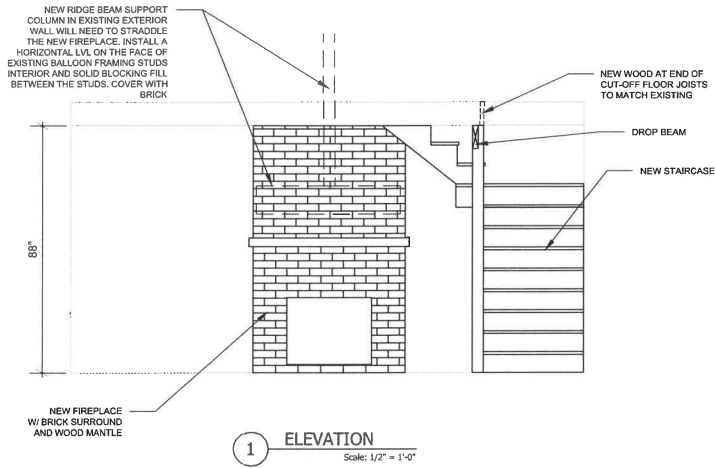 NEW RIDGE BEAM SUPPORT
COLUMN IN EXISTING EXTERIOR
WALL WILL NEED TO STRADDLE
THE NEW FIREPLACE. INSTALL A
HORIZONTAL LVL ON THE FACE OF
EXISTING BALLOON FRAMING STUDS
INTERIOR AND SOLID BLOCKING FILL
BETWEEN THE STUDS. COVER WITH
BRICK
NEW WOOD AT END OF
CUT-OFF FLOOR JOISTS
TO MATCH EXISTING
DROP BEAM
NEW STAIRCASE
88"
NEW FIREPLACE
W/ BRICK SURROUND
AND WOOD MANTLE
1
ELEVATION
Scale: 1/2" = 1'-0"